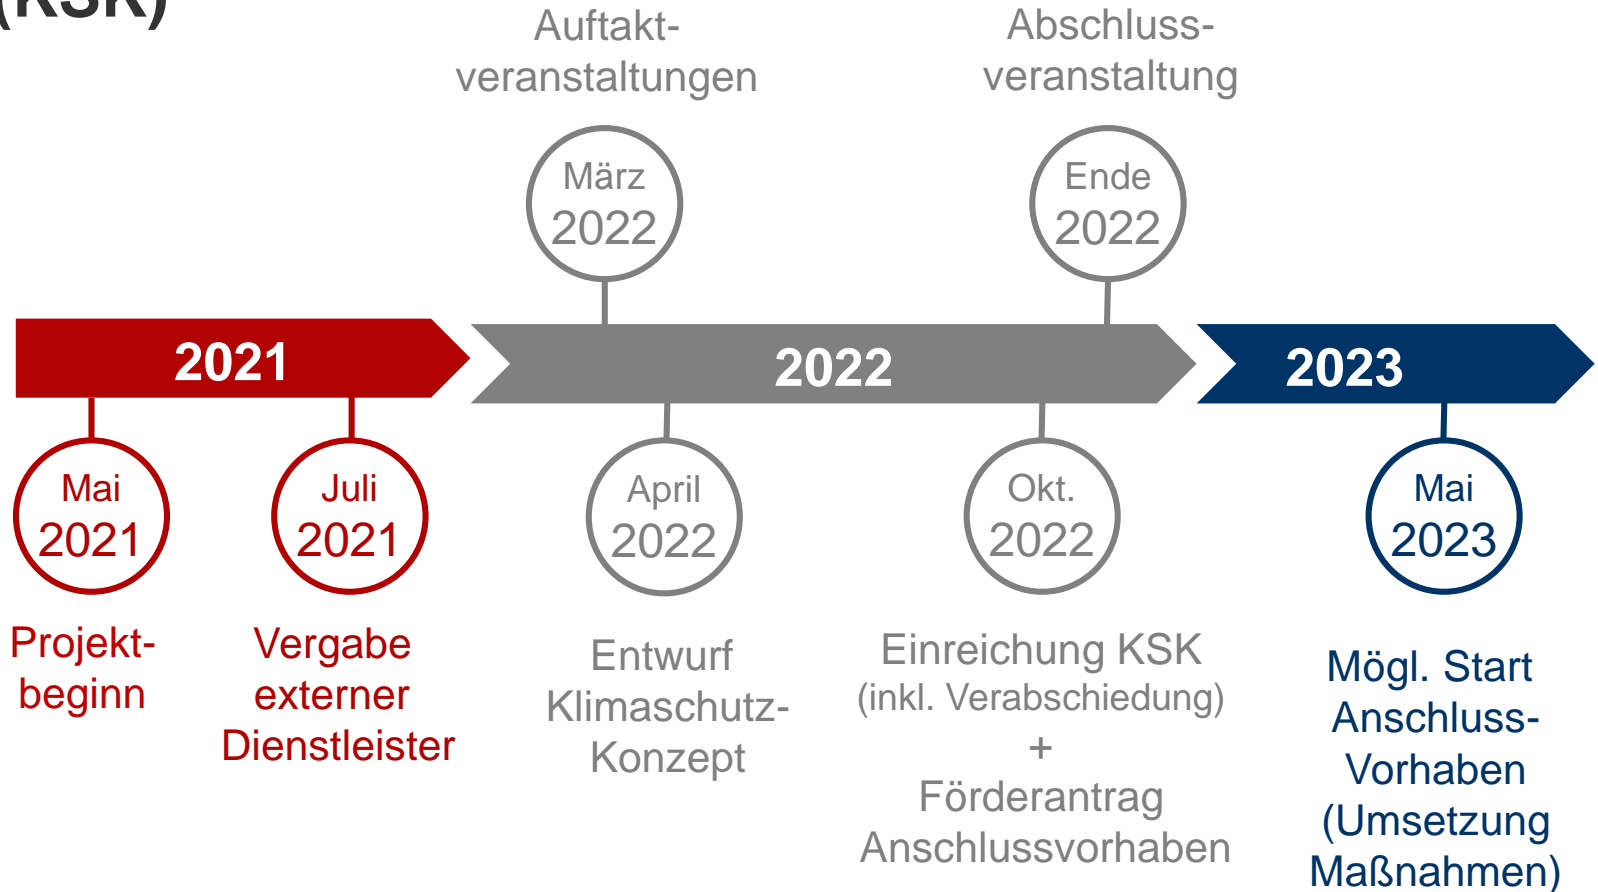 (KSK)
Auftakt-
veranstaltungen
Abschluss-
veranstaltung
März
2022
Ende
2022
2021
2022
2023
Mai
2021
Juli
2021
April
2022
Okt.
2022
Mai
2023
Projekt-
beginn
Vergabe
externer
Dienstleister
Entwurf
Klimaschutz-
Konzept
Einreichung KSK
(inkl. Verabschiedung)
+
Förderantrag
Anschlussvorhaben
Mögl. Start
Anschluss-
Vorhaben
(Umsetzung
Maßnahmen)